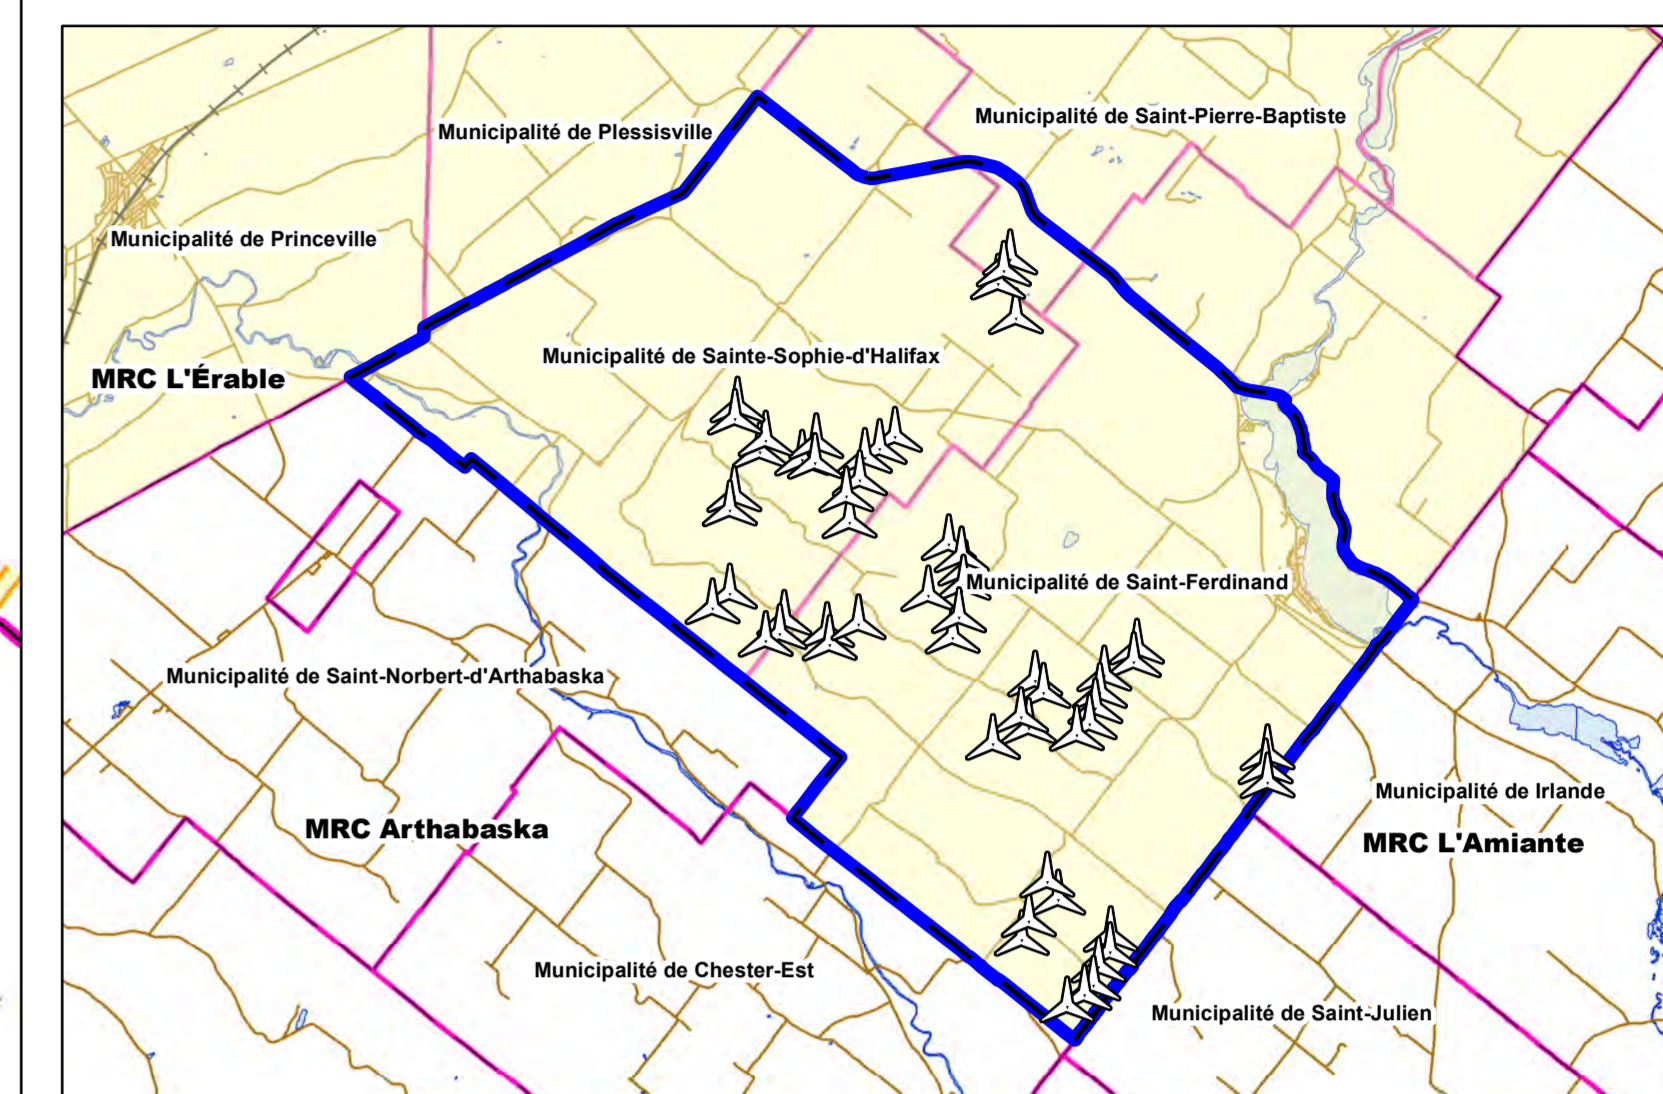 Municipalité de Saint-Pierre-Baptiste
Municipalité de Plessisville
Municipalité de Princeville
Municipalité de Sainte-Sophie-d'Halifax
MRC L'Érable
Municipalité de Saint-Ferdinand
Municipalité de Saint-Norbert-d'Arthabaska
Municipalité de Irlande
MRC Arthabaska
MRC L'Amiante
Municipalité de Chester-Est
Municipalité de Saint-Julien